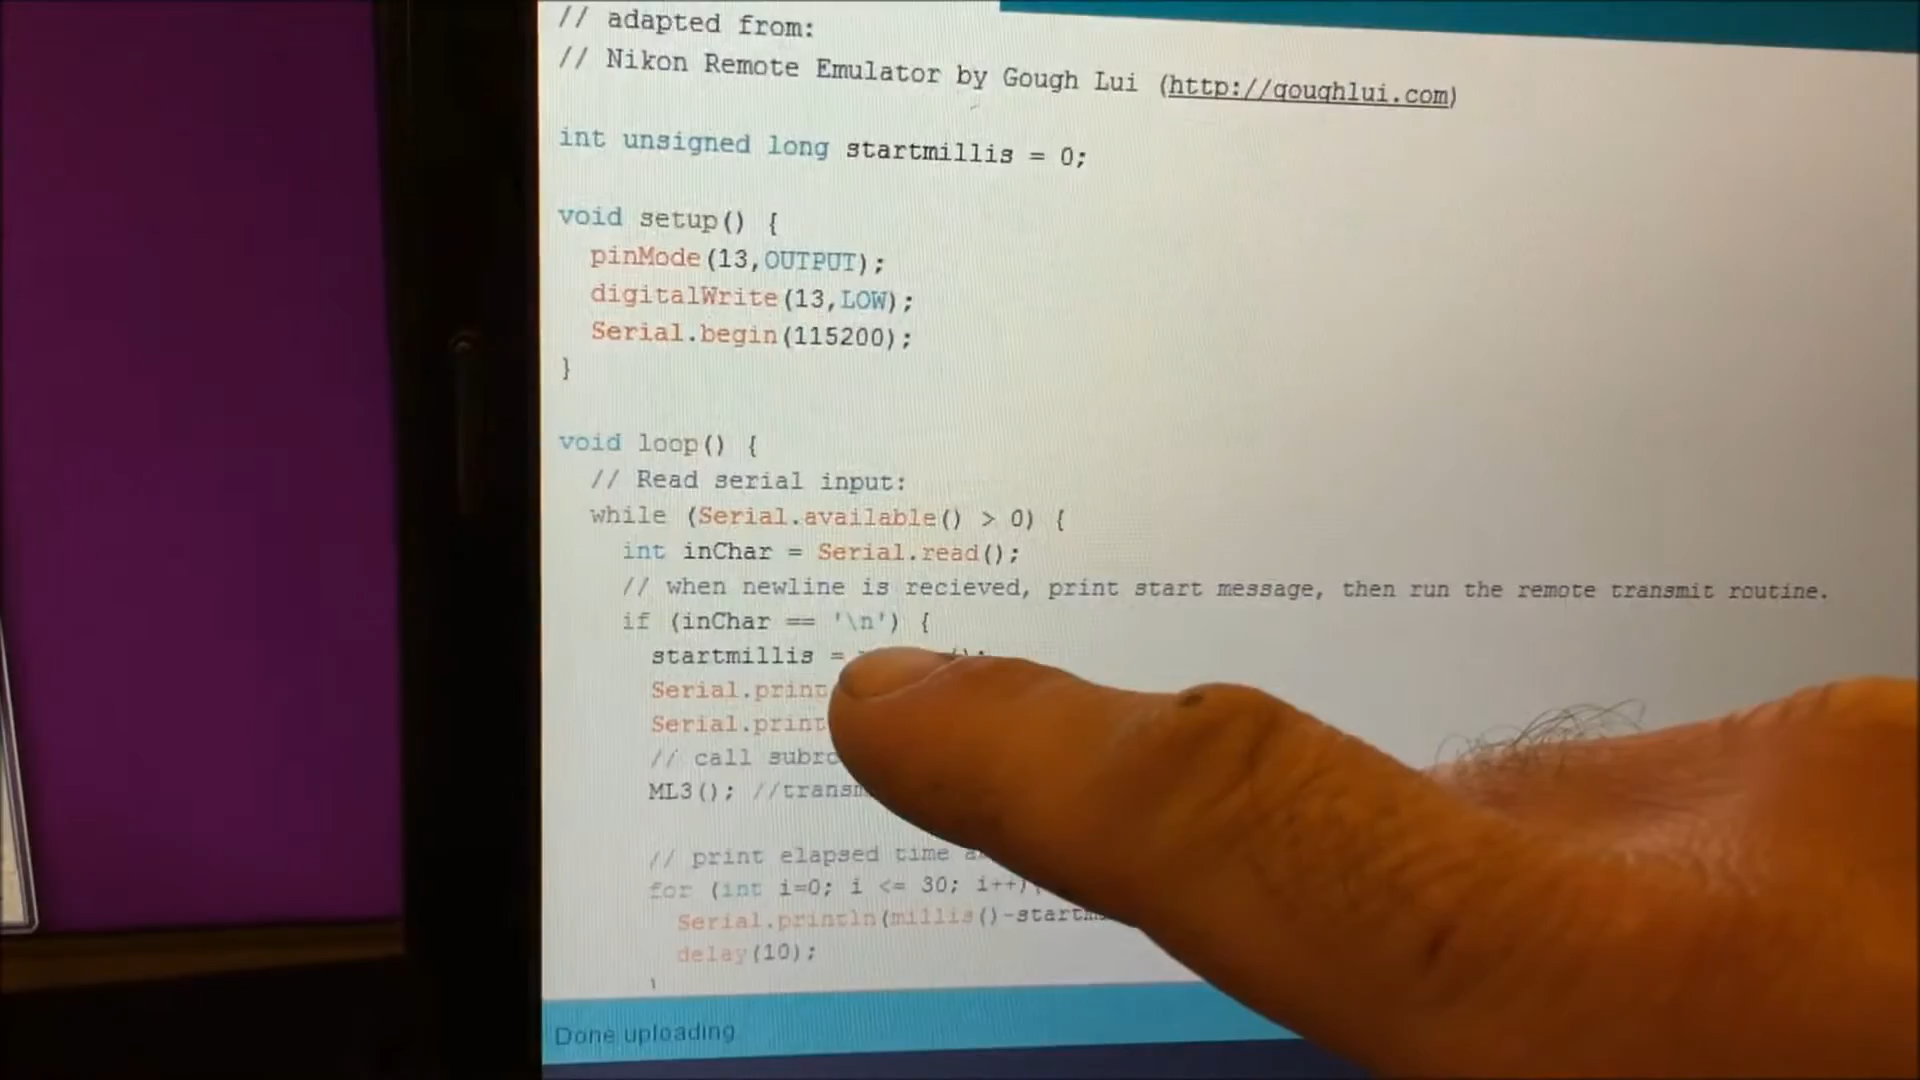 // adapted from:
// Nikon Remote Emulator by Gough Lui (http://goughlui.com)
int unsigned long startmillis = 0;
void setup() {
pinMode(13,OUTPUT);
digitalWrite(13,LOW);
Serial.begin(115200);
}
void loop() {
// Read serial input:
while (Serial.available() > 0) {
int inChar = Serial.read();
// when newline is recieved, print start message, then run the remote transmit routine.
if (inChar == '\n') {
startmillis = ();
Serial.print
Serial.print
// call
ML3(); //
// print elapsed time
for (int i=0; i <= 30; i++)
Serial.println(millis()-
delay(10);
}
Done uploading